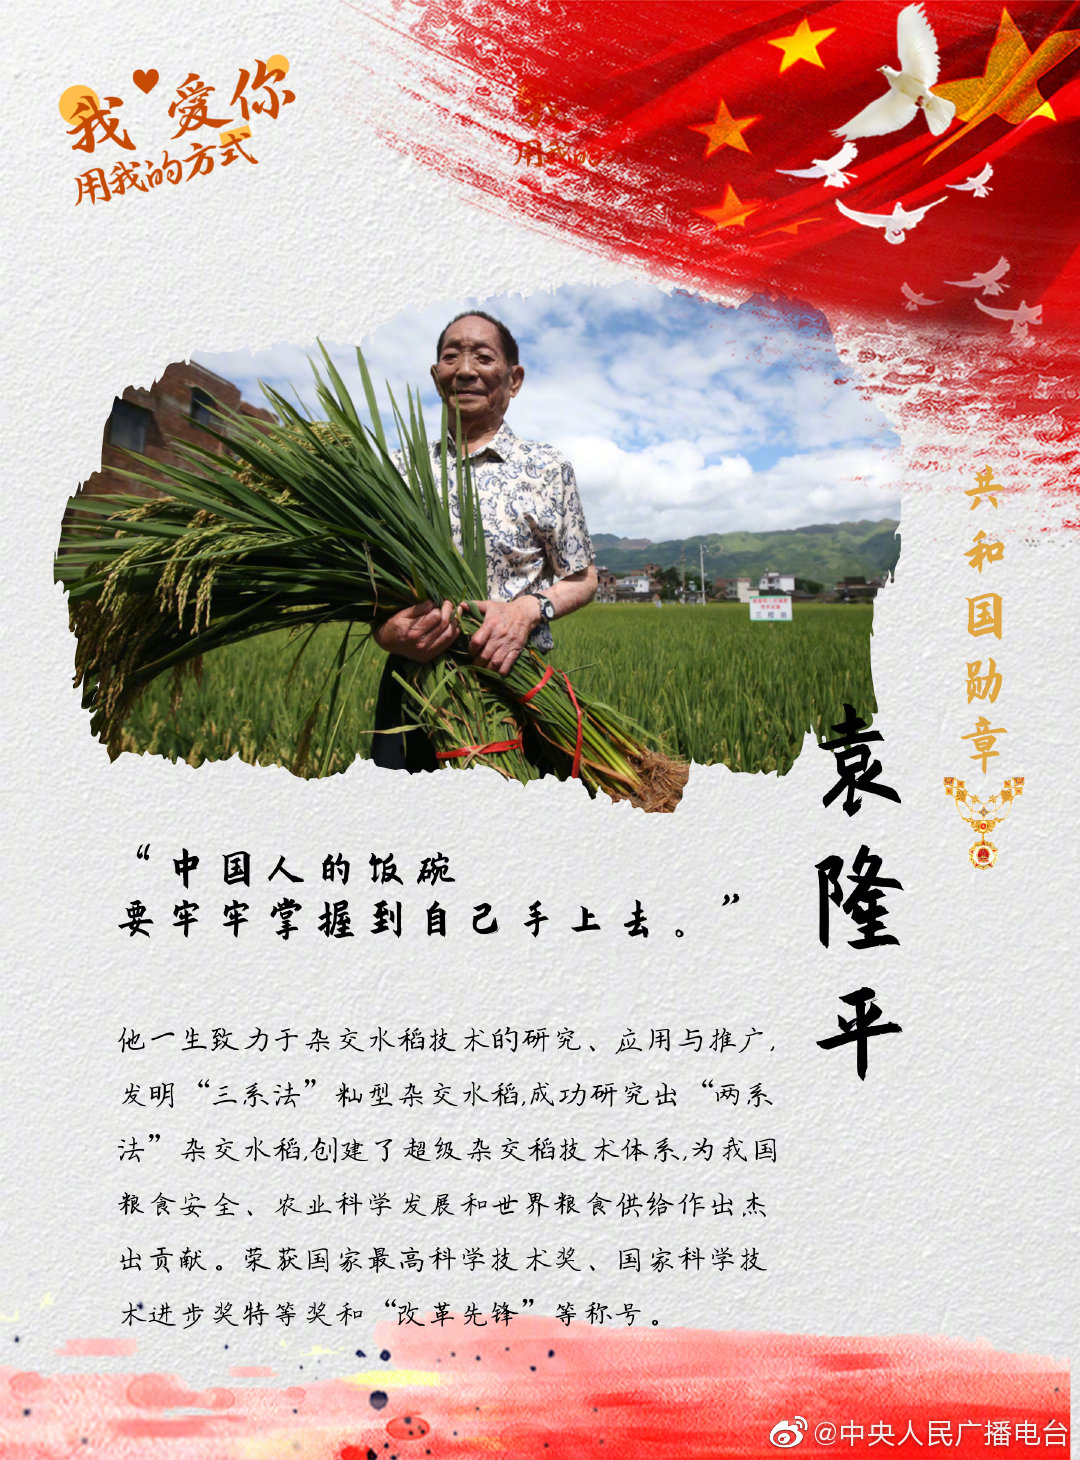 我爱你
用我的方式
用我的
共和国勋章
袁隆平
“中国人的饭碗
要牢牢掌握到自己手上去。”
他一生致力于杂交水稻技术的研究、应用与推广,
发明“三系法”籼型杂交水稻,成功研究出“两系
法”杂交水稻,创建了超级杂交稻技术体系,为我国
粮食安全、农业科学发展和世界粮食供给作出杰
出贡献。荣获国家最高科学技术奖、国家科学技
术进步奖特等奖和“改革先锋”等称号。
@中央人民广播电台